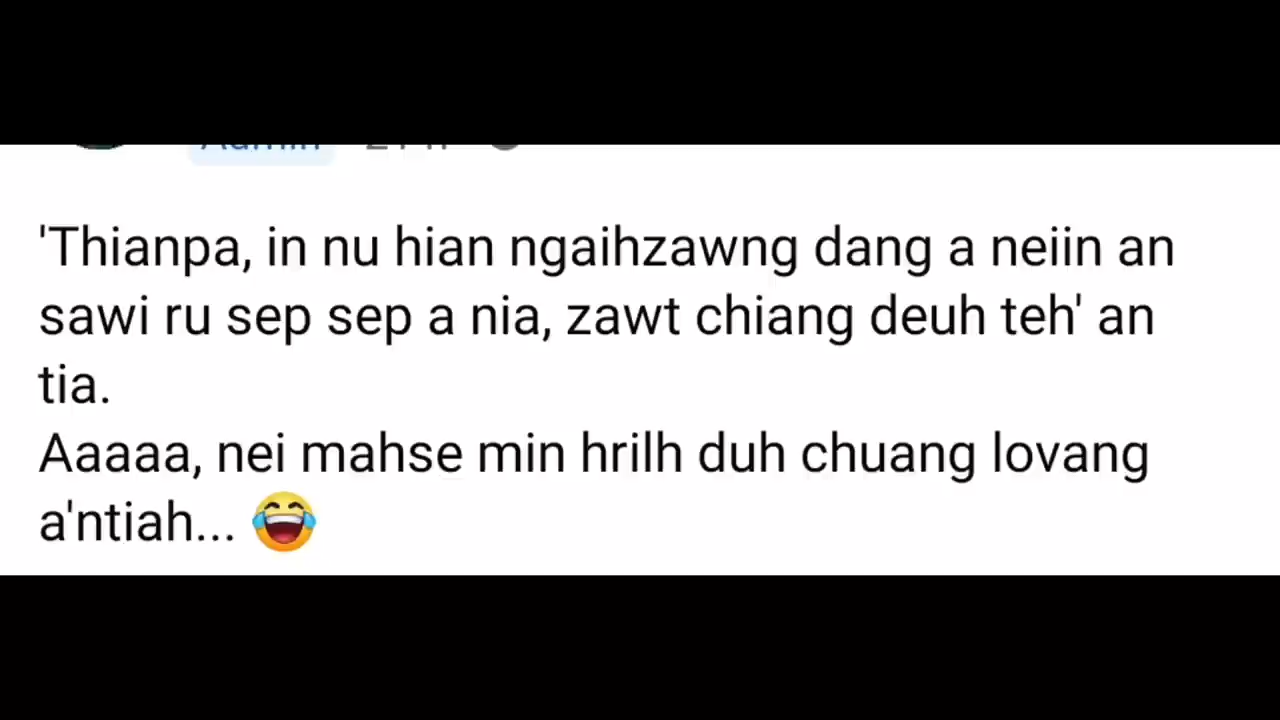 'Thianpa, in nu hian ngaihzawng dang a neiin an
sawi ru sep sep a nia, zawt chiang deuh teh' an
tia.
Aaaaa, nei mahse min hrilh duh chuang lovang
a'ntiah... 😂